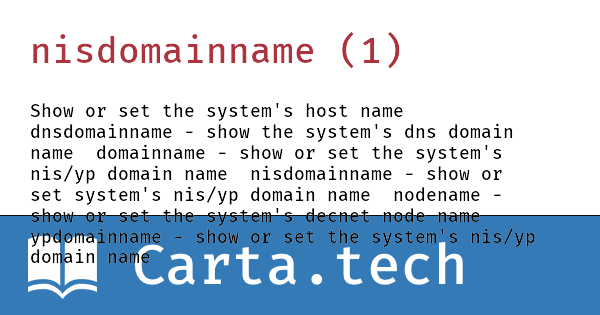 nisdomainname (1)
Show or set the system's host name
dnsdomainname - show the system's dns domain
name  domainname - show or set the system's
nis/yp domain name  nisdomainname - show or
set system's nis/yp domain name  nodename -
show or set the system's decnet node name
ypdomainname - show or set the system's nis/yp
domain name
Carta.tech